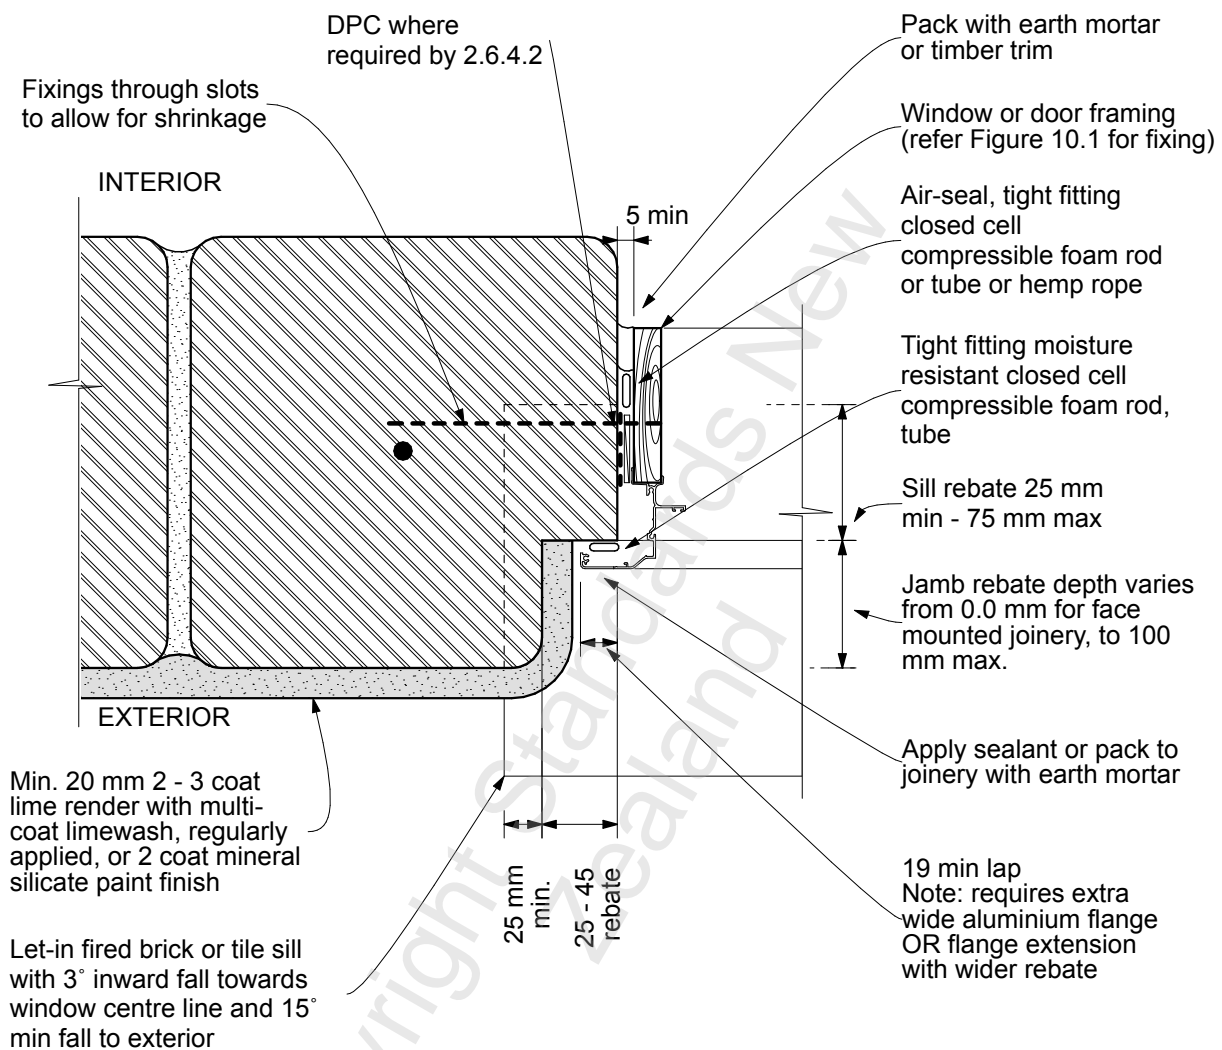 DPC where
required by 2.6.4.2
Pack with earth mortar
or timber trim
Fixings through slots
to allow for shrinkage
Window or door framing
(refer Figure 10.1 for fixing)
INTERIOR
5 min
Air-seal, tight fitting
closed cell
compressible foam rod
or tube or hemp rope
Tight fitting moisture
resistant closed cell
compressible foam rod,
tube
Sill rebate 25 mm
min - 75 mm max
Jamb rebate depth varies
from 0.0 mm for face
mounted joinery, to 100
mm max.
EXTERIOR
Apply sealant or pack to
joinery with earth mortar
Min. 20 mm 2 - 3 coat
lime render with multi-
coat limewash, regularly
applied, or 2 coat mineral
silicate paint finish
25 mm
min.
25 - 45
rebate
19 min lap
Note: requires extra
wide aluminium flange
OR flange extension
with wider rebate
Let-in fired brick or tile sill
with 3˚ inward fall towards
window centre line and 15˚
min fall to exterior
yright Standards New
Zealand